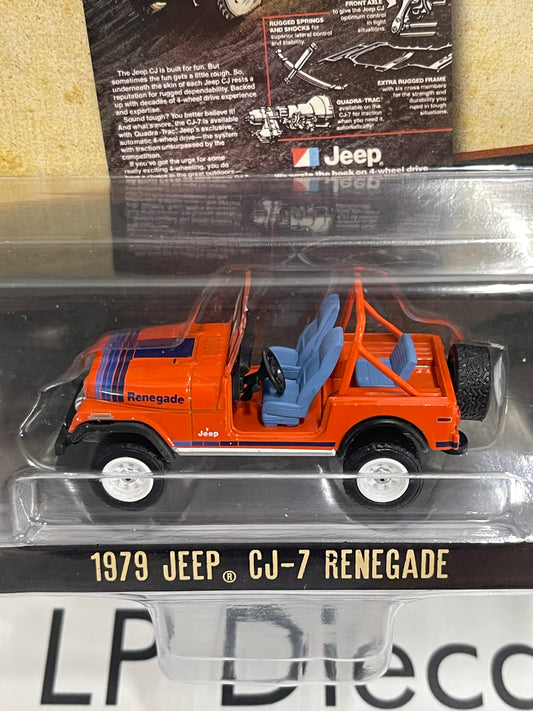 FRONT AXLE
to give the Jeep CJ
optimum control
in tight
situations.
RUGGED SPRINGS
AND SHOCKS for
superior lateral control
and stability.
EXTRA RUGGED FRAME
with six cross members
for the strength and
durability you
need in tough
situations.
QUADRA-TRAC®
available on the
CJ-7 for traction
when you need it,
automatically!
The Jeep CJ is built for fun. But
sometimes the fun gets a little rough. So,
underneath the skin of each Jeep CJ rests a
reputation for rugged dependability. Backed
up with decades of 4-wheel drive experience
and expertise.
Sound tough? You better believe it!
And what's more, the CJ-7 is available
with Quadra-Trac® Jeep's exclusive,
automatic 4-wheel drive—the system
with traction unsurpassed by the
competition.
If you've got the urge for some
really exciting 4-wheeling, you do
Jeep
We wrote the book on 4-wheel drive
Renegade
Jeep
1979 JEEP® CJ-7 RENEGADE
LP Dieca